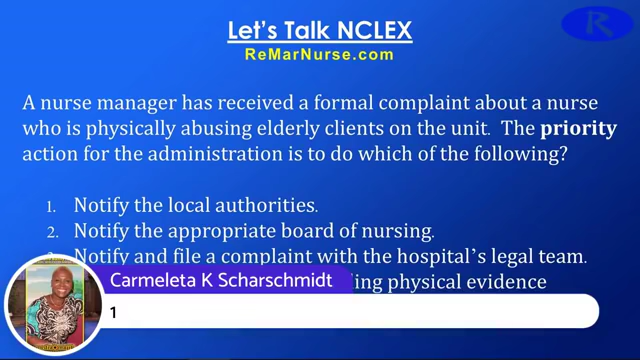 Let's Talk NCLEX
R
ReMarNurse.com
A nurse manager has received a formal complaint about a nurse
who is physically abusing elderly clients on the unit. The priority
action for the administration is to do which of the following?
1. Notify the local authorities.
2. Notify the appropriate board of nursing.
Notify and file a complaint with the hospital's legal team.
physical evidence
Carmeleta K Scharschmidt
1